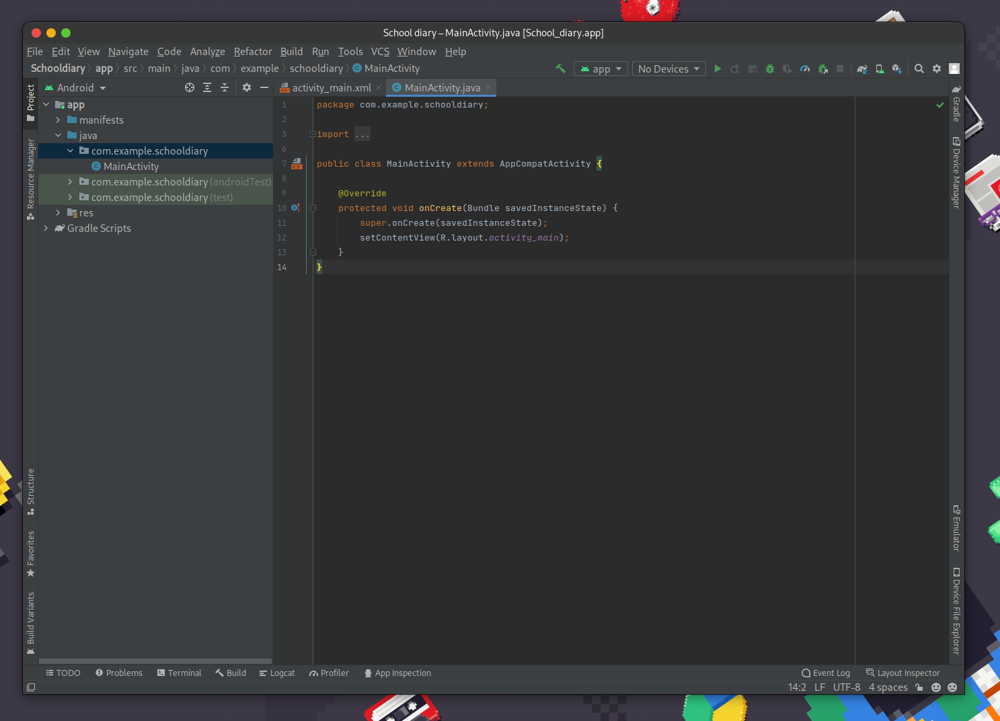 School diary – MainActivity.java [School_diary.app]
File Edit View Navigate Code Analyze Refactor Build Run Tools VCS Window Help
Schooldiary app src main java com example schooldiary MainActivity
app No Devices
Android
activity_main.xml MainActivity.java
Project
Resource Manager
Structure
Favorites
Build Variants
app
manifests
java
com.example.schooldiary
MainActivity
com.example.schooldiary (androidTest)
com.example.schooldiary (test)
res
Gradle Scripts
1 package com.example.schooldiary;
2
3 import ...
6
7 public class MainActivity extends AppCompatActivity {
8
9 @Override
10 protected void onCreate(Bundle savedInstanceState) {
11 super.onCreate(savedInstanceState);
12 setContentView(R.layout.activity_main);
13 }
14 }
Gradle
Device Manager
Emulator
Device File Explorer
TODO Problems Terminal Build Logcat Profiler App Inspection Event Log Layout Inspector
14:2 LF UTF-8 4 spaces